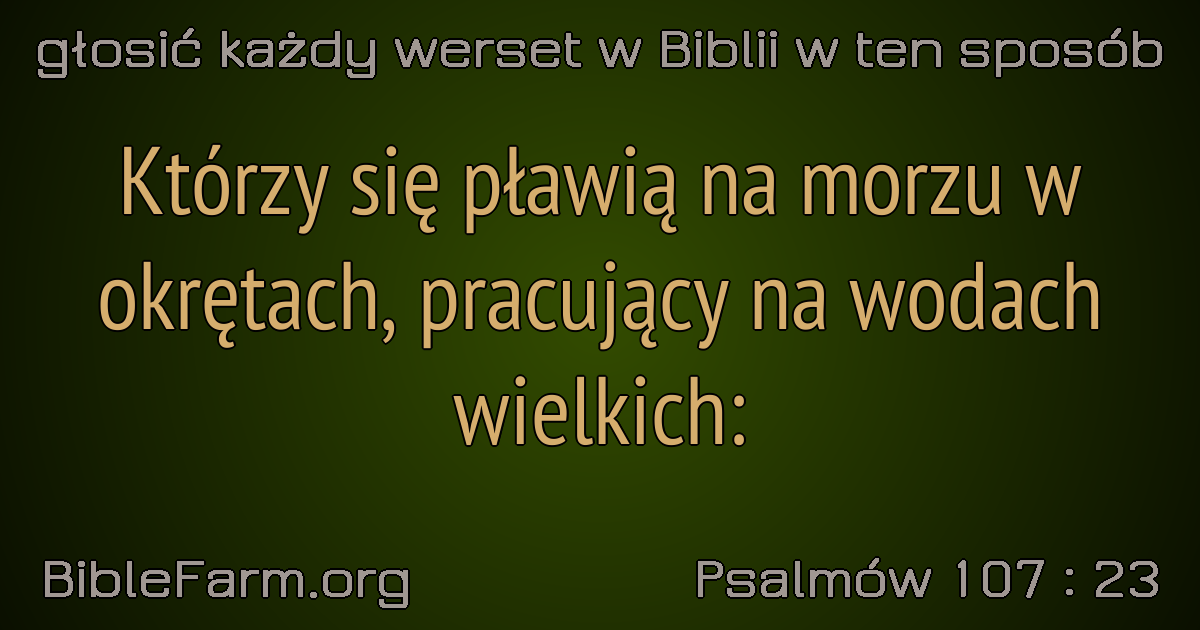 głosić każdy werset w Biblii w ten sposób
Którzy się pławią na morzu w
okrętach, pracujący na wodach
wielkich:
BibleFarm.org
Psalmów 107 : 23